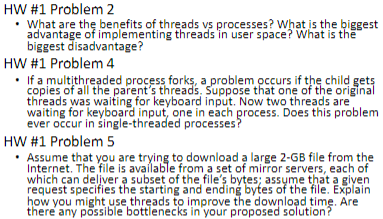 HW #1 Problem 2
• What are the benefits of threads vs processes? What is the biggest
advantage of implementing threads in user space? What is the
biggest disadvantage?
HW #1 Problem 4
• If a multithreaded process forks, a problem occurs if the child gets
copies of all the parent's threads. Suppose that one of the original
threads was waiting for keyboard input. Now two threads are
waiting for keyboard input, one in each process. Does this problem
ever occur in single-threaded processes?
HW #1 Problem 5
• Assume that you are trying to download a large 2-GB file from the
Internet. The file is available from a set of mirror servers, each of
which can deliver a subset of the file's bytes; assume that a given
request specifies the starting and ending bytes of the file. Explain
how you might use threads to improve the download time. Are
there any possible bottlenecks in your proposed solution?